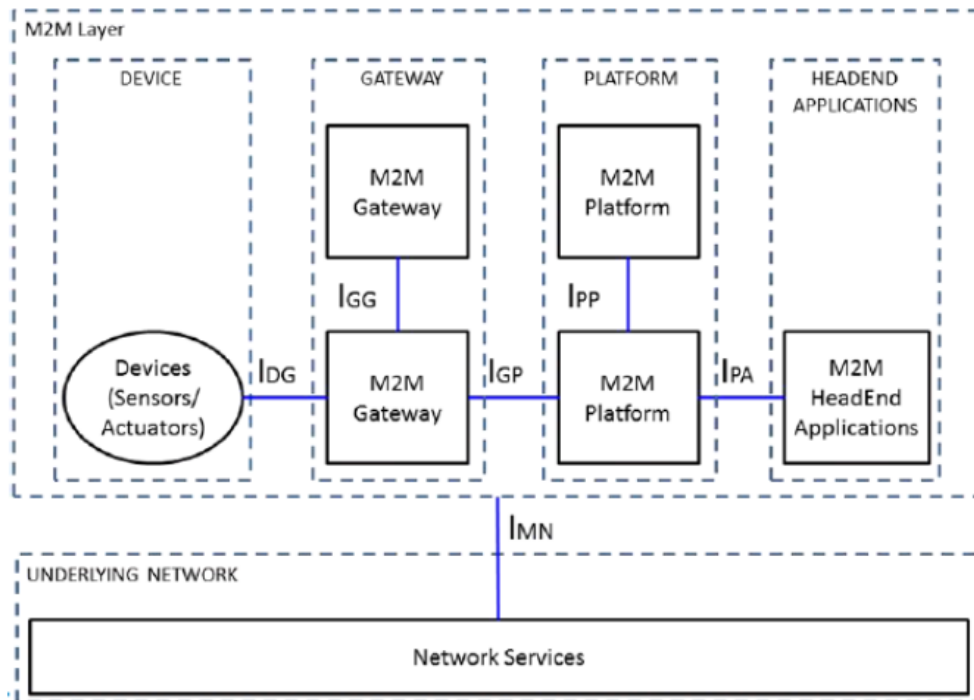 M2M Layer
DEVICE
GATEWAY
PLATFORM
HEADEND
APPLICATIONS
M2M
Gateway
M2M
Platform
IGG
IPP
Devices
(Sensors/
Actuators)
IDG
M2M
Gateway
IGP
M2M
Platform
IPA
M2M
HeadEnd
Applications
IMN
UNDERLYING NETWORK
Network Services